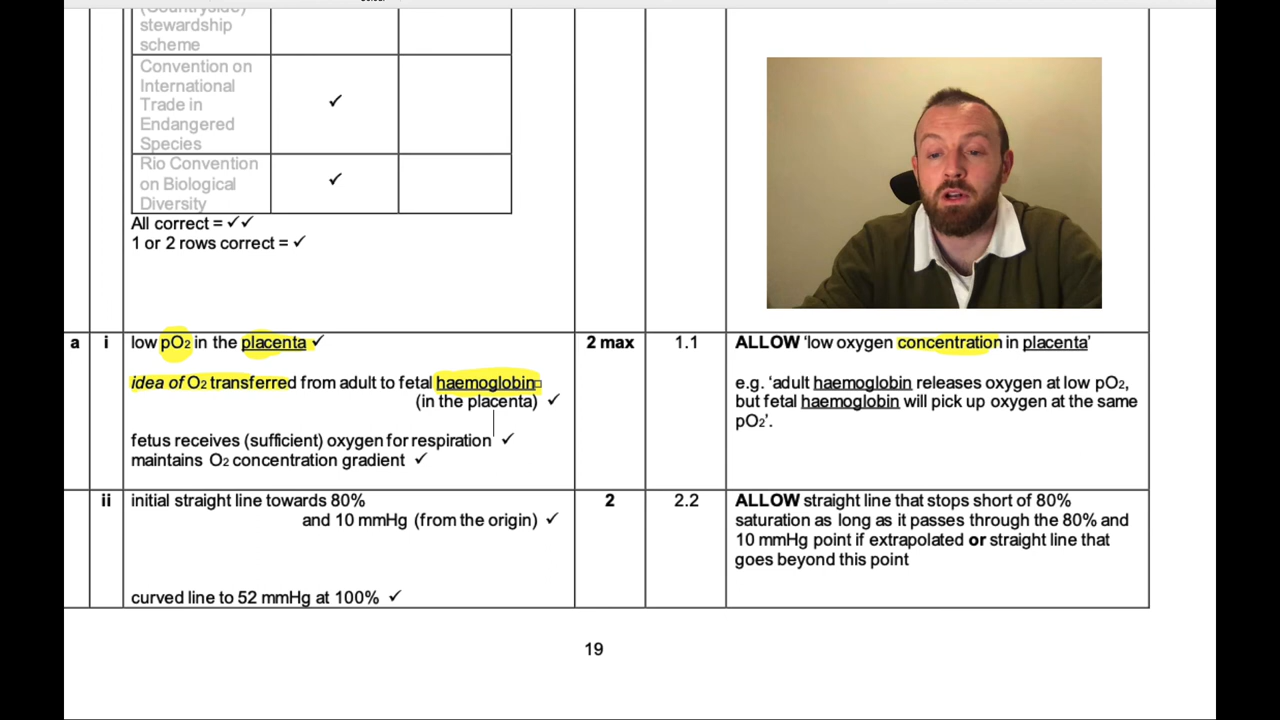 (Countryside)
stewardship
scheme
Convention on
International
Trade in
Endangered
Species
✓
Rio Convention
on Biological
Diversity
✓
All correct = ✓✓
1 or 2 rows correct = ✓
a i low pO2 in the placenta ✓ 2 max 1.1 ALLOW ‘low oxygen concentration in placenta’
idea of O2 transferred from adult to fetal haemoglobin
(in the placenta) ✓
e.g. ‘adult haemoglobin releases oxygen at low pO2,
but fetal haemoglobin will pick up oxygen at the same
pO2’.
fetus receives (sufficient) oxygen for respiration ✓
maintains O2 concentration gradient ✓
ii initial straight line towards 80% 2 2.2 ALLOW straight line that stops short of 80%
and 10 mmHg (from the origin) ✓ saturation as long as it passes through the 80% and
10 mmHg point if extrapolated or straight line that
goes beyond this point
curved line to 52 mmHg at 100% ✓
19